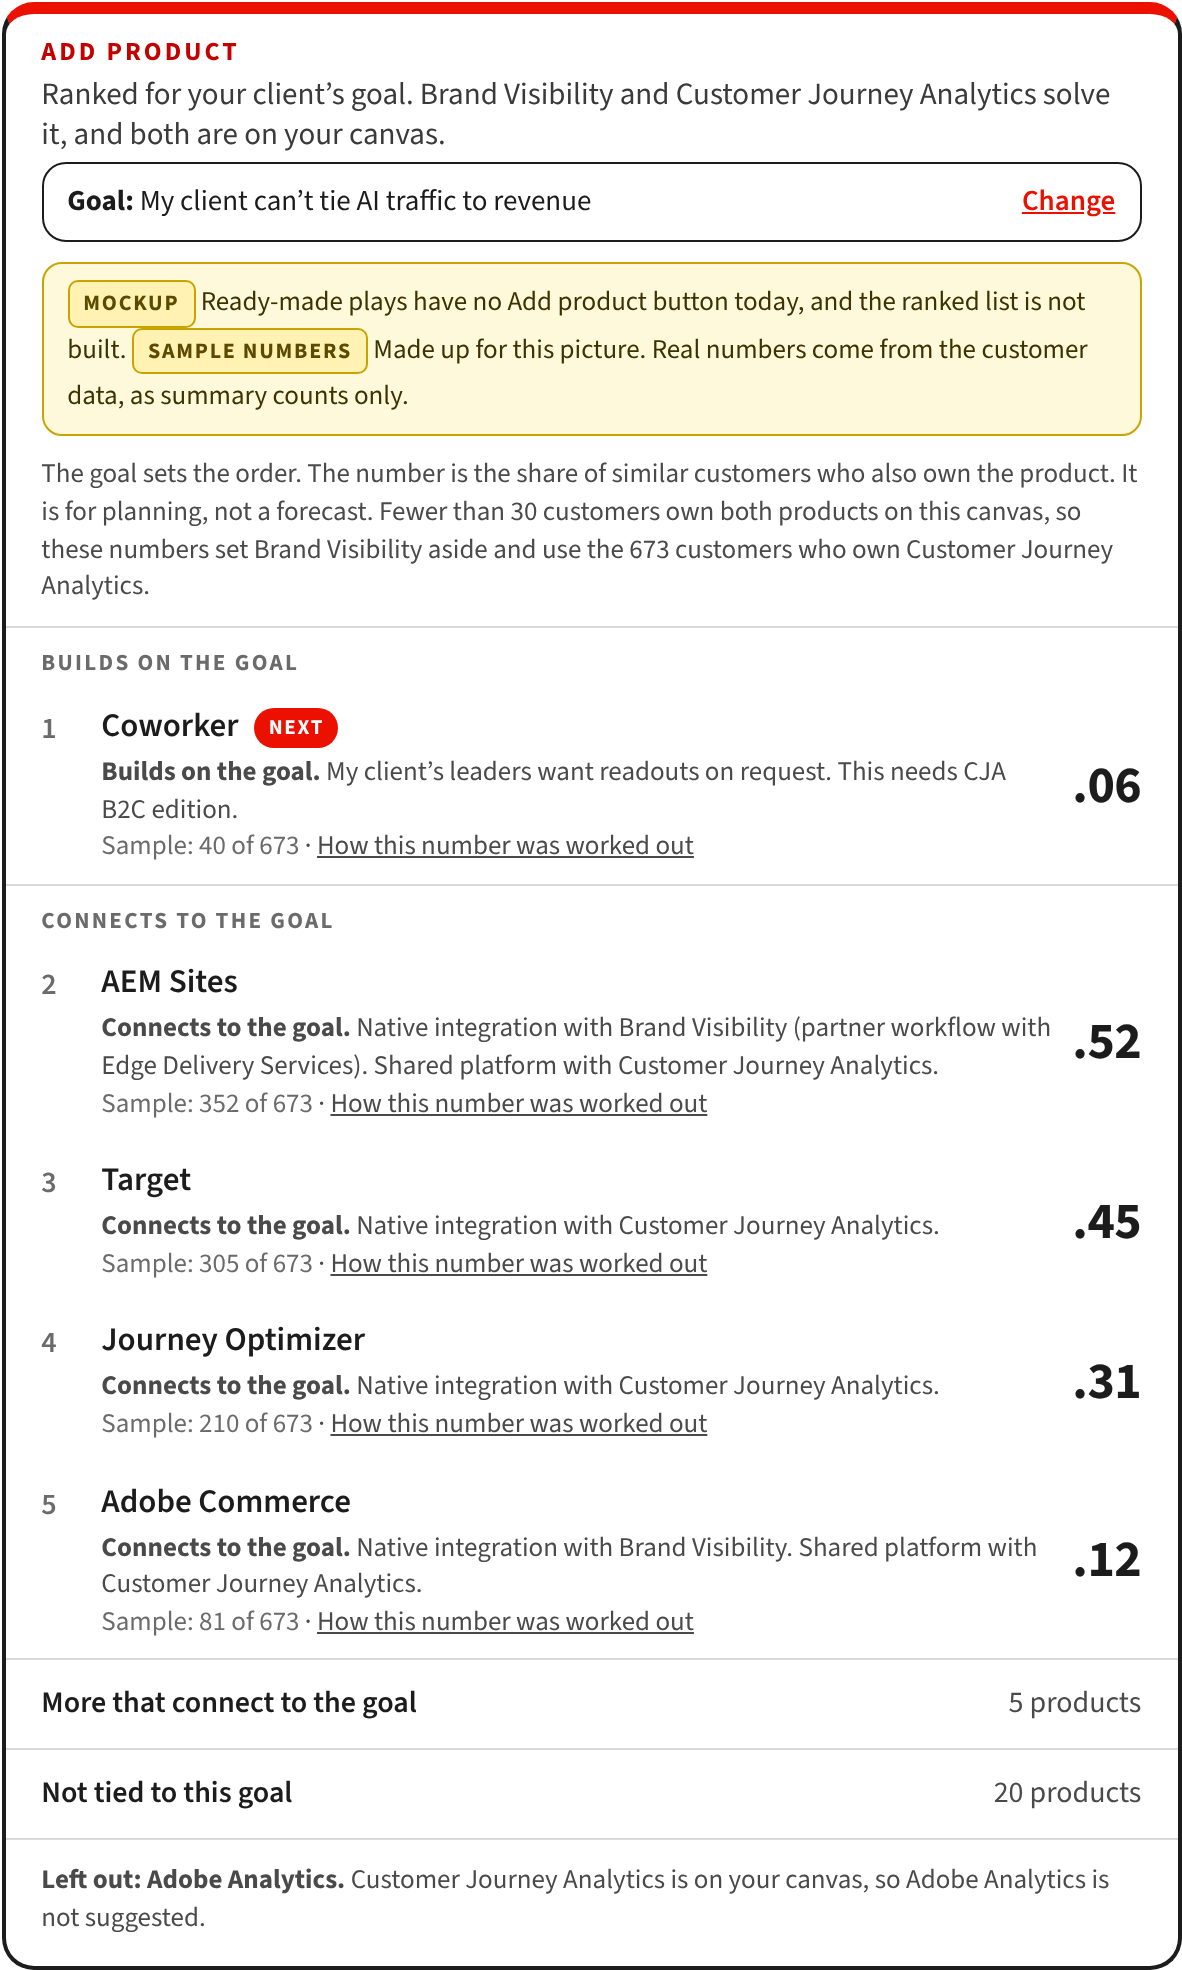 ADD PRODUCT
Ranked for your client’s goal. Brand Visibility and Customer Journey Analytics solve
it, and both are on your canvas.
Goal: My client can’t tie AI traffic to revenue Change
MOCKUP Ready-made plays have no Add product button today, and the ranked list is not
built. SAMPLE NUMBERS Made up for this picture. Real numbers come from the customer
data, as summary counts only.
The goal sets the order. The number is the share of similar customers who also own the product. It
is for planning, not a forecast. Fewer than 30 customers own both products on this canvas, so
these numbers set Brand Visibility aside and use the 673 customers who own Customer Journey
Analytics.
BUILDS ON THE GOAL
1 Coworker NEXT
Builds on the goal. My client’s leaders want readouts on request. This needs CJA
B2C edition.
.06
Sample: 40 of 673 · How this number was worked out
CONNECTS TO THE GOAL
2 AEM Sites
Connects to the goal. Native integration with Brand Visibility (partner workflow with
Edge Delivery Services). Shared platform with Customer Journey Analytics.
.52
Sample: 352 of 673 · How this number was worked out
3 Target
Connects to the goal. Native integration with Customer Journey Analytics.
.45
Sample: 305 of 673 · How this number was worked out
4 Journey Optimizer
Connects to the goal. Native integration with Customer Journey Analytics.
.31
Sample: 210 of 673 · How this number was worked out
5 Adobe Commerce
Connects to the goal. Native integration with Brand Visibility. Shared platform with
Customer Journey Analytics.
.12
Sample: 81 of 673 · How this number was worked out
More that connect to the goal 5 products
Not tied to this goal 20 products
Left out: Adobe Analytics. Customer Journey Analytics is on your canvas, so Adobe Analytics is
not suggested.